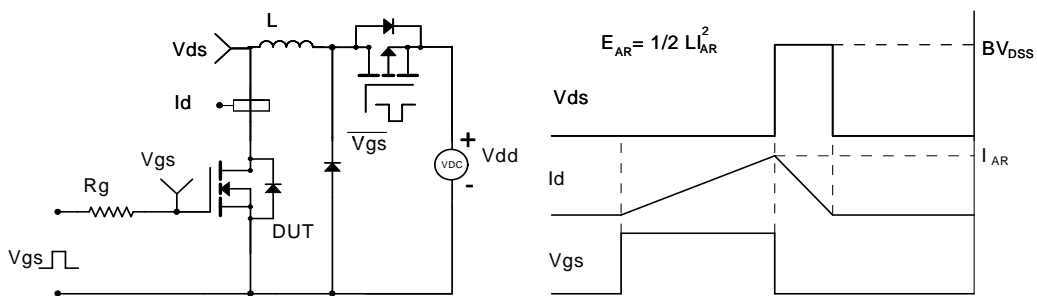 L
Vds
Id
Vgs
Rg
DUT
Vgs
Vgs
+
VDC
-
Vdd
E_AR= 1/2 LI²_AR
Vds
BV_DSS
Id
I_AR
Vgs